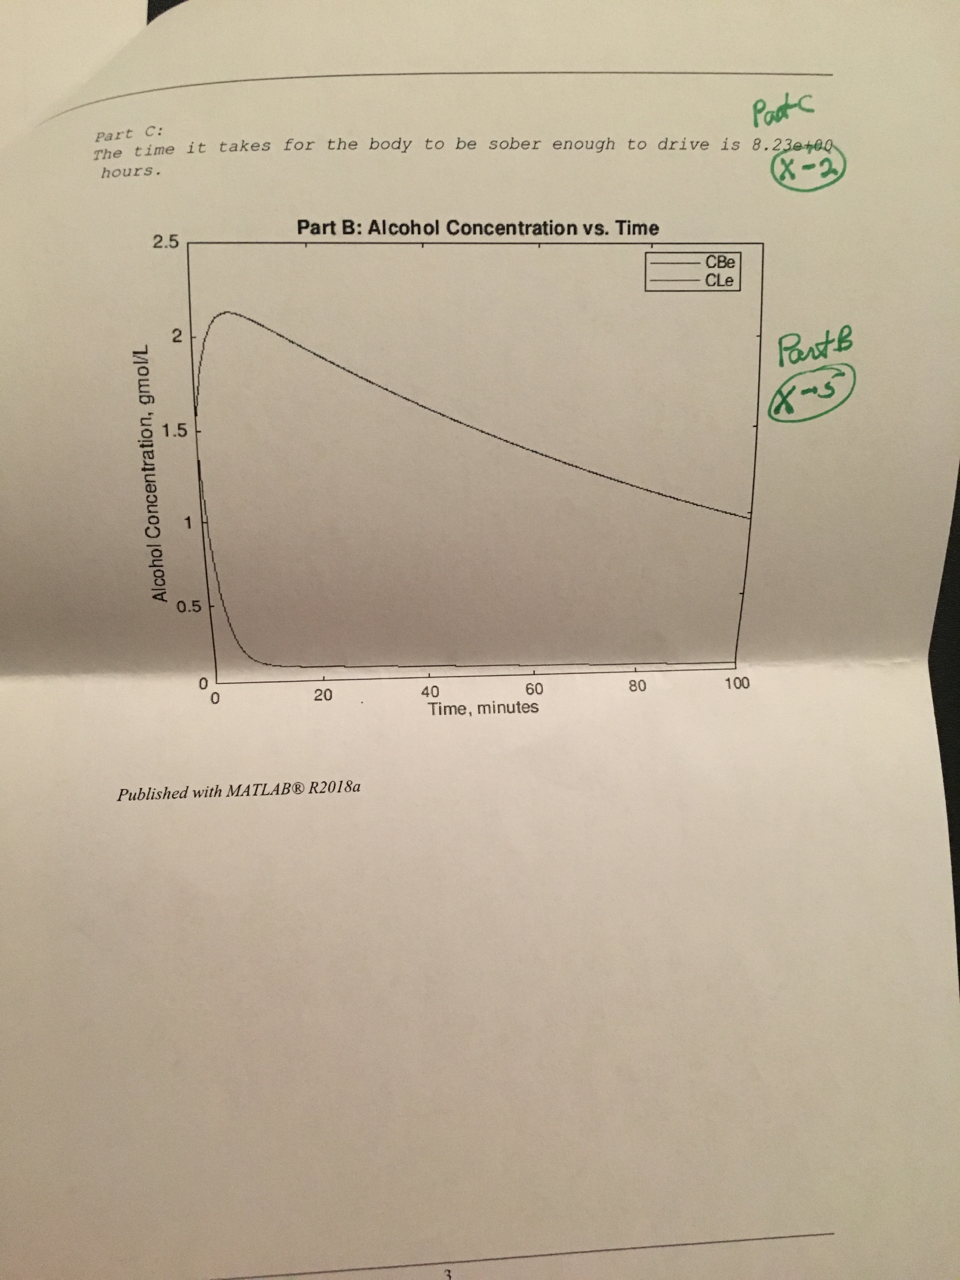 Part C
Part C:
The time it takes for the body to be sober enough to drive is 8.23e+00
hours.
X-2
Part B: Alcohol Concentration vs. Time
2.5
2
1.5
1
0.5
0
Alcohol Concentration, gmol/L
CBe
CLe
Part B
X-5
0
20
40
60
80
100
Time, minutes
Published with MATLAB® R2018a
3